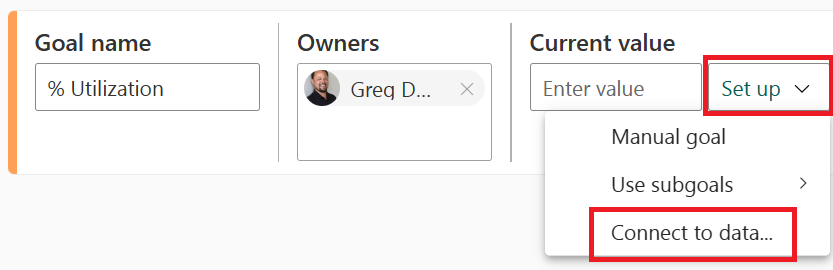 Goal name
Owners
Current value
% Utilization
Greg D...
Enter value
Set up
Manual goal
Use subgoals
Connect to data...